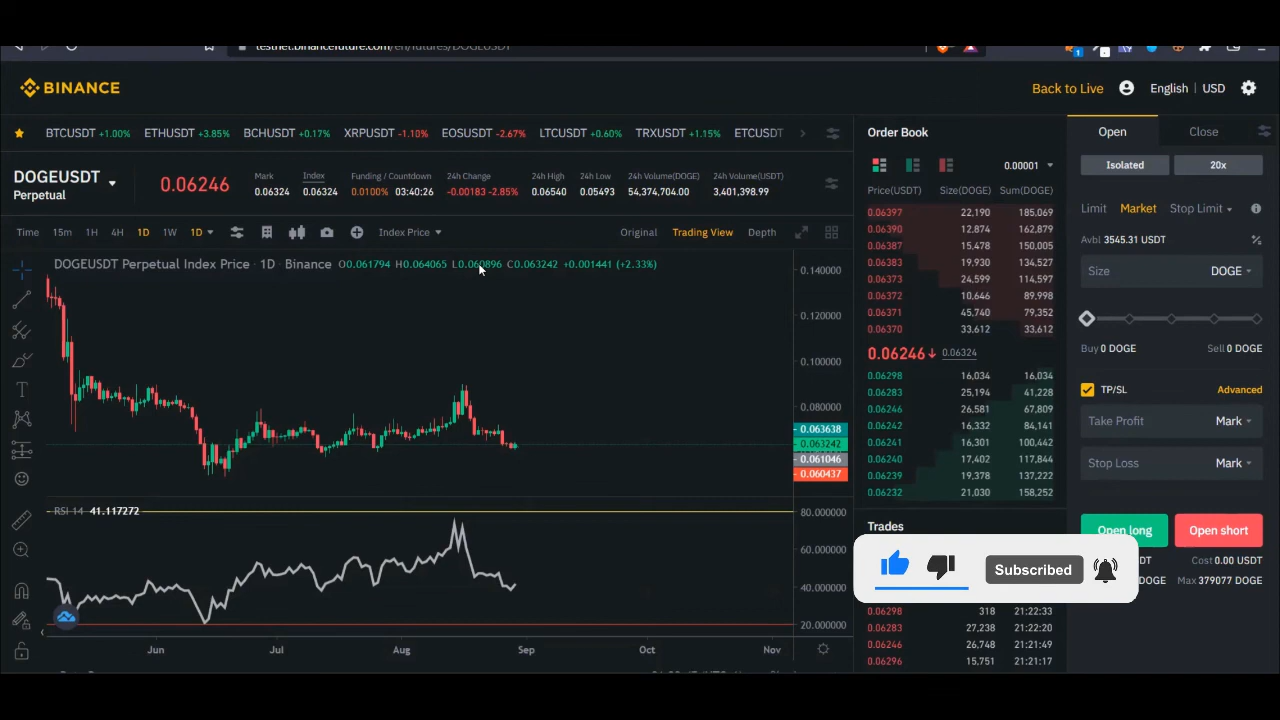 testnet.binancefuture.com/en/futures/DOGEUSDT
1
BINANCE
Back to Live English USD
BTCUSDT +1.00% ETHUSDT +3.85% BCHUSDT +0.17% XRPUSDT -1.10% EOSUSDT -2.67% LTCUSDT +0.60% TRXUSDT +1.15% ETCUSDT
DOGEUSDT
Perpetual
0.06246
Mark
0.06324
Index
0.06324
Funding / Countdown
0.0100% 03:40:26
24h Change
-0.00183 -2.85%
24h High
0.06540
24h Low
0.05493
24h Volume(DOGE)
54,374,704.00
24h Volume(USDT)
3,401,398.99
Time 15m 1H 4H 1D 1W 1D Index Price Original Trading View Depth
DOGEUSDT Perpetual Index Price · 1D · Binance O0.061794 H0.064065 L0.060896 C0.063242 +0.001441 (+2.33%)
0.140000
0.120000
0.100000
0.080000
0.063638
0.063242
0.061046
0.060437
RSI 14 41.117272
80.000000
60.000000
40.000000
20.000000
Jun Jul Aug Sep Oct Nov
Order Book
0.00001
Price(USDT) Size(DOGE) Sum(DOGE)
0.06397 22,190 185,069
0.06390 12,874 162,879
0.06387 15,478 150,005
0.06383 19,930 134,527
0.06373 24,599 114,597
0.06372 10,646 89,998
0.06371 45,740 79,352
0.06370 33,612 33,612
0.06246 0.06324
0.06298 16,034 16,034
0.06283 25,194 41,228
0.06246 26,581 67,809
0.06242 16,332 84,141
0.06241 16,301 100,442
0.06240 17,402 117,844
0.06239 19,378 137,222
0.06232 21,030 158,252
Trades
318 21:22:33
0.06283 27,238 21:22:20
0.06246 26,748 21:21:49
0.06296 15,751 21:21:17
Open Close
Isolated 20x
Limit Market Stop Limit
Avbl 3545.31 USDT
Size DOGE
Buy 0 DOGE Sell 0 DOGE
TP/SL Advanced
Take Profit Mark
Stop Loss Mark
Open long Open short
Cost 0.00 USDT
DOGE Max 379077 DOGE
Subscribed